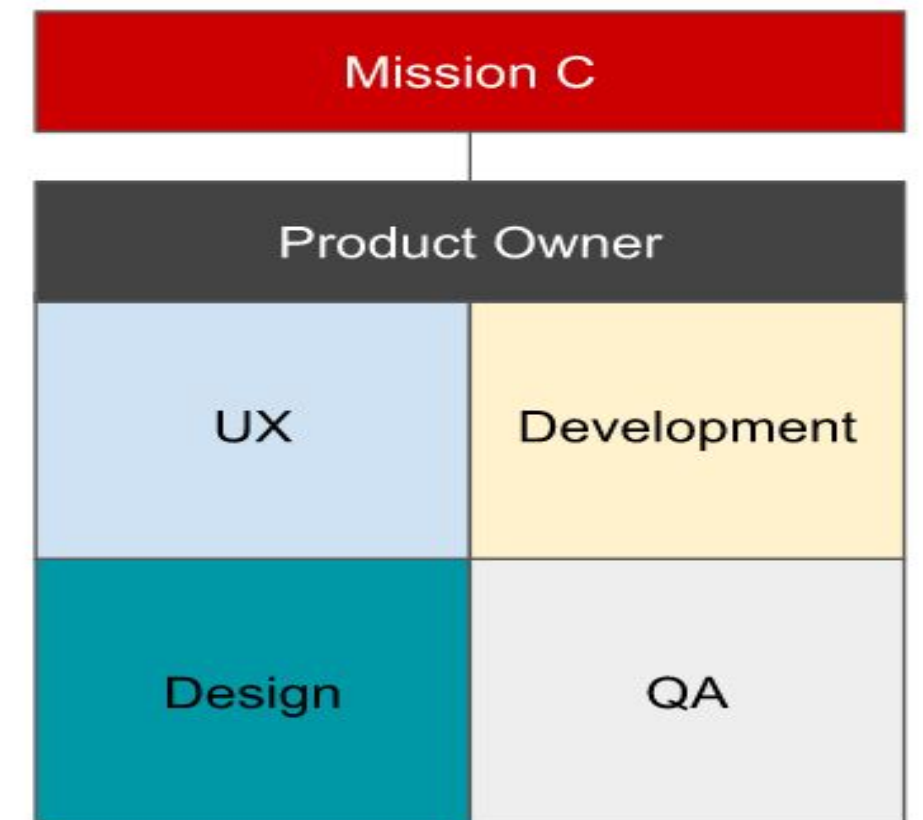 Mission C
Product Owner
UX
Development
Design
QA